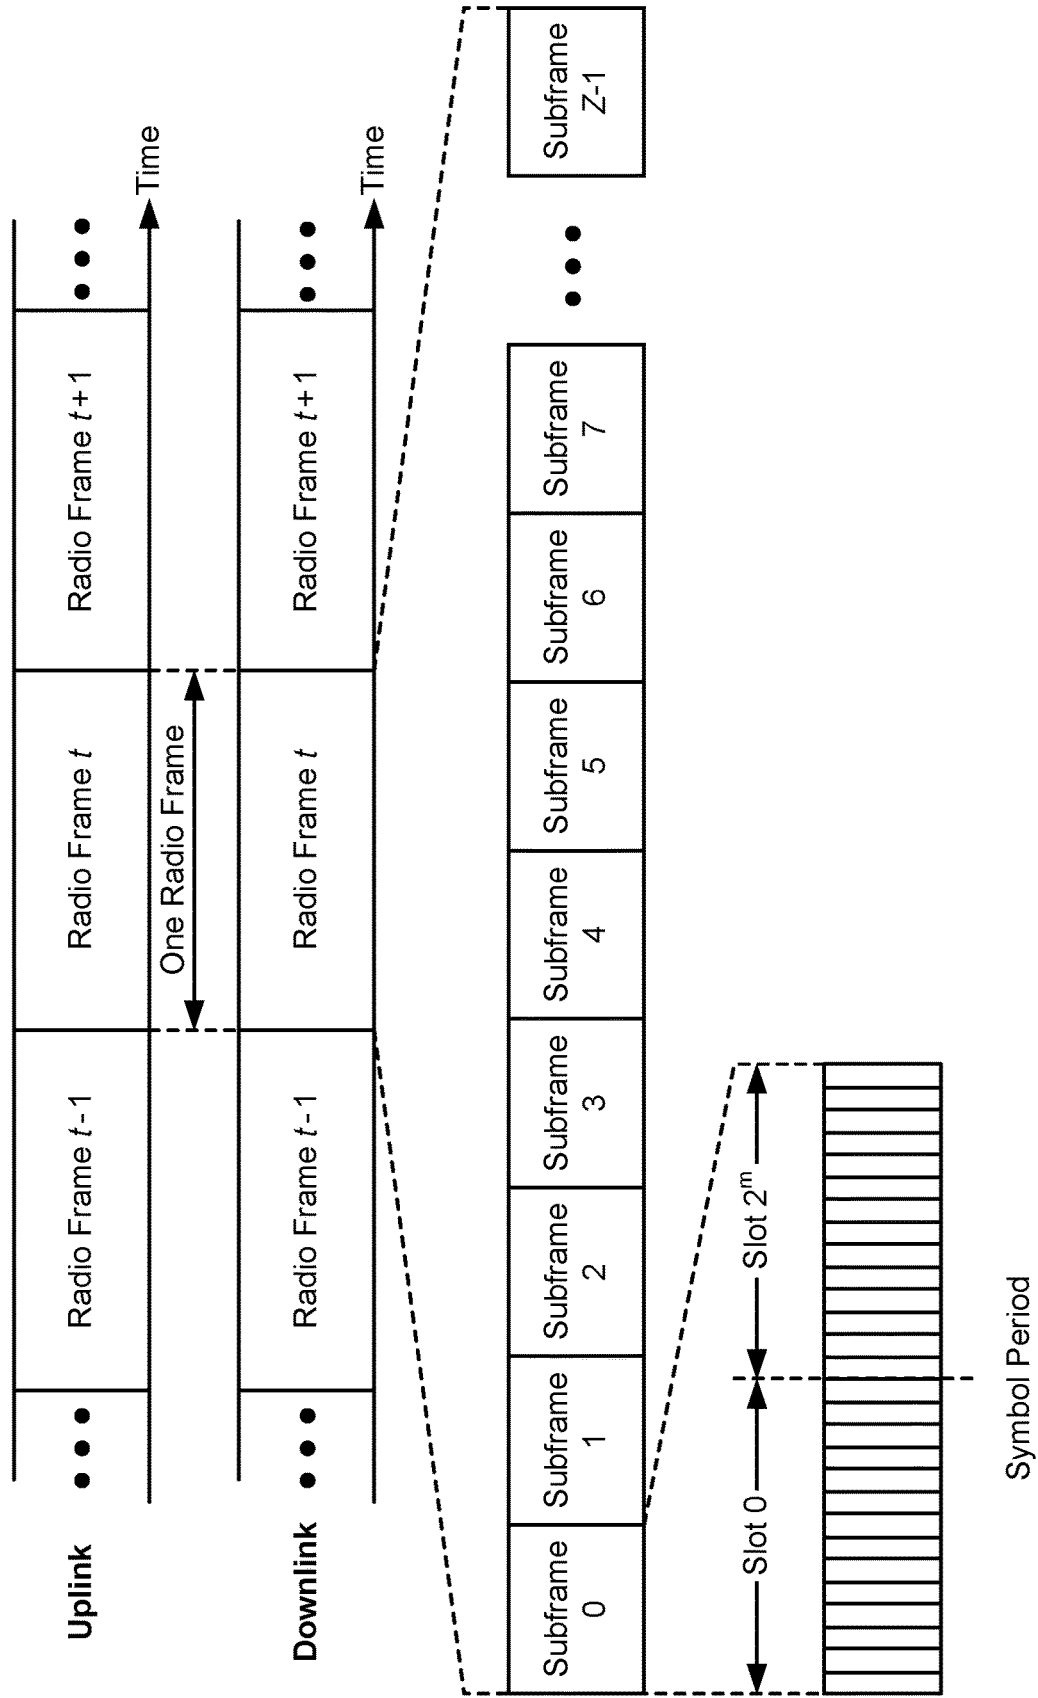 Uplink
Radio Frame t - 1
Radio Frame t
Radio Frame t + 1
Time
One Radio Frame
Downlink
Radio Frame t - 1
Radio Frame t
Radio Frame t + 1
Time
Subframe
0
Subframe
1
Subframe
2
Subframe
3
Subframe
4
Subframe
5
Subframe
6
Subframe
7
Subframe
Z-1
Slot 0
Slot 2ᵐ
Symbol Period